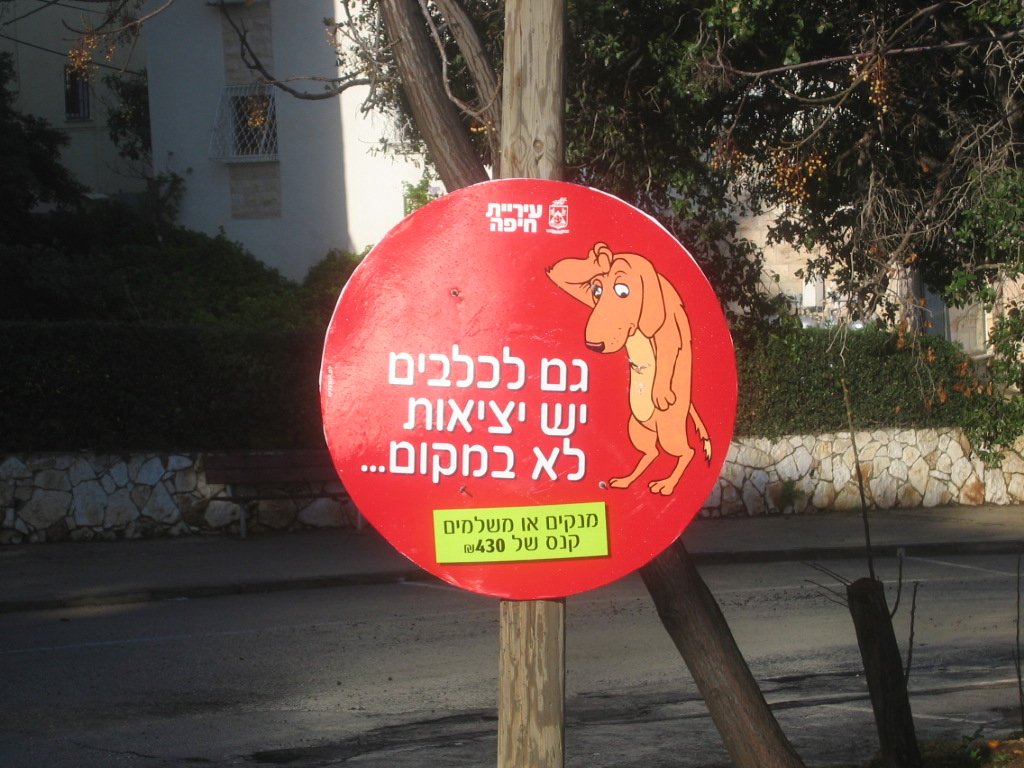 עיריית
חיפה
גם לכלבים
יש יציאות
לא במקום...
מנקים או משלמים
קנס של 430₪